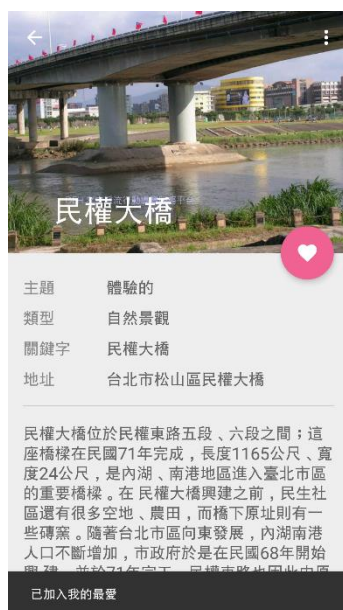 民權大橋
主題 體驗的
類型 自然景觀
關鍵字 民權大橋
地址 台北市松山區民權大橋
民權大橋位於民權東路五段、六段之間；這
座橋樑在民國71年完成，長度1165公尺、寬
度24公尺，是內湖、南港地區進入臺北市區
的重要橋樑。在 民權大橋興建之前，民生社
區還有很多空地、農田，而橋下原址則有一
些磚窯。隨著台北市區向東發展，內湖南港
人口不斷增加，市政府於是在民國68年開始
已加入我的最愛